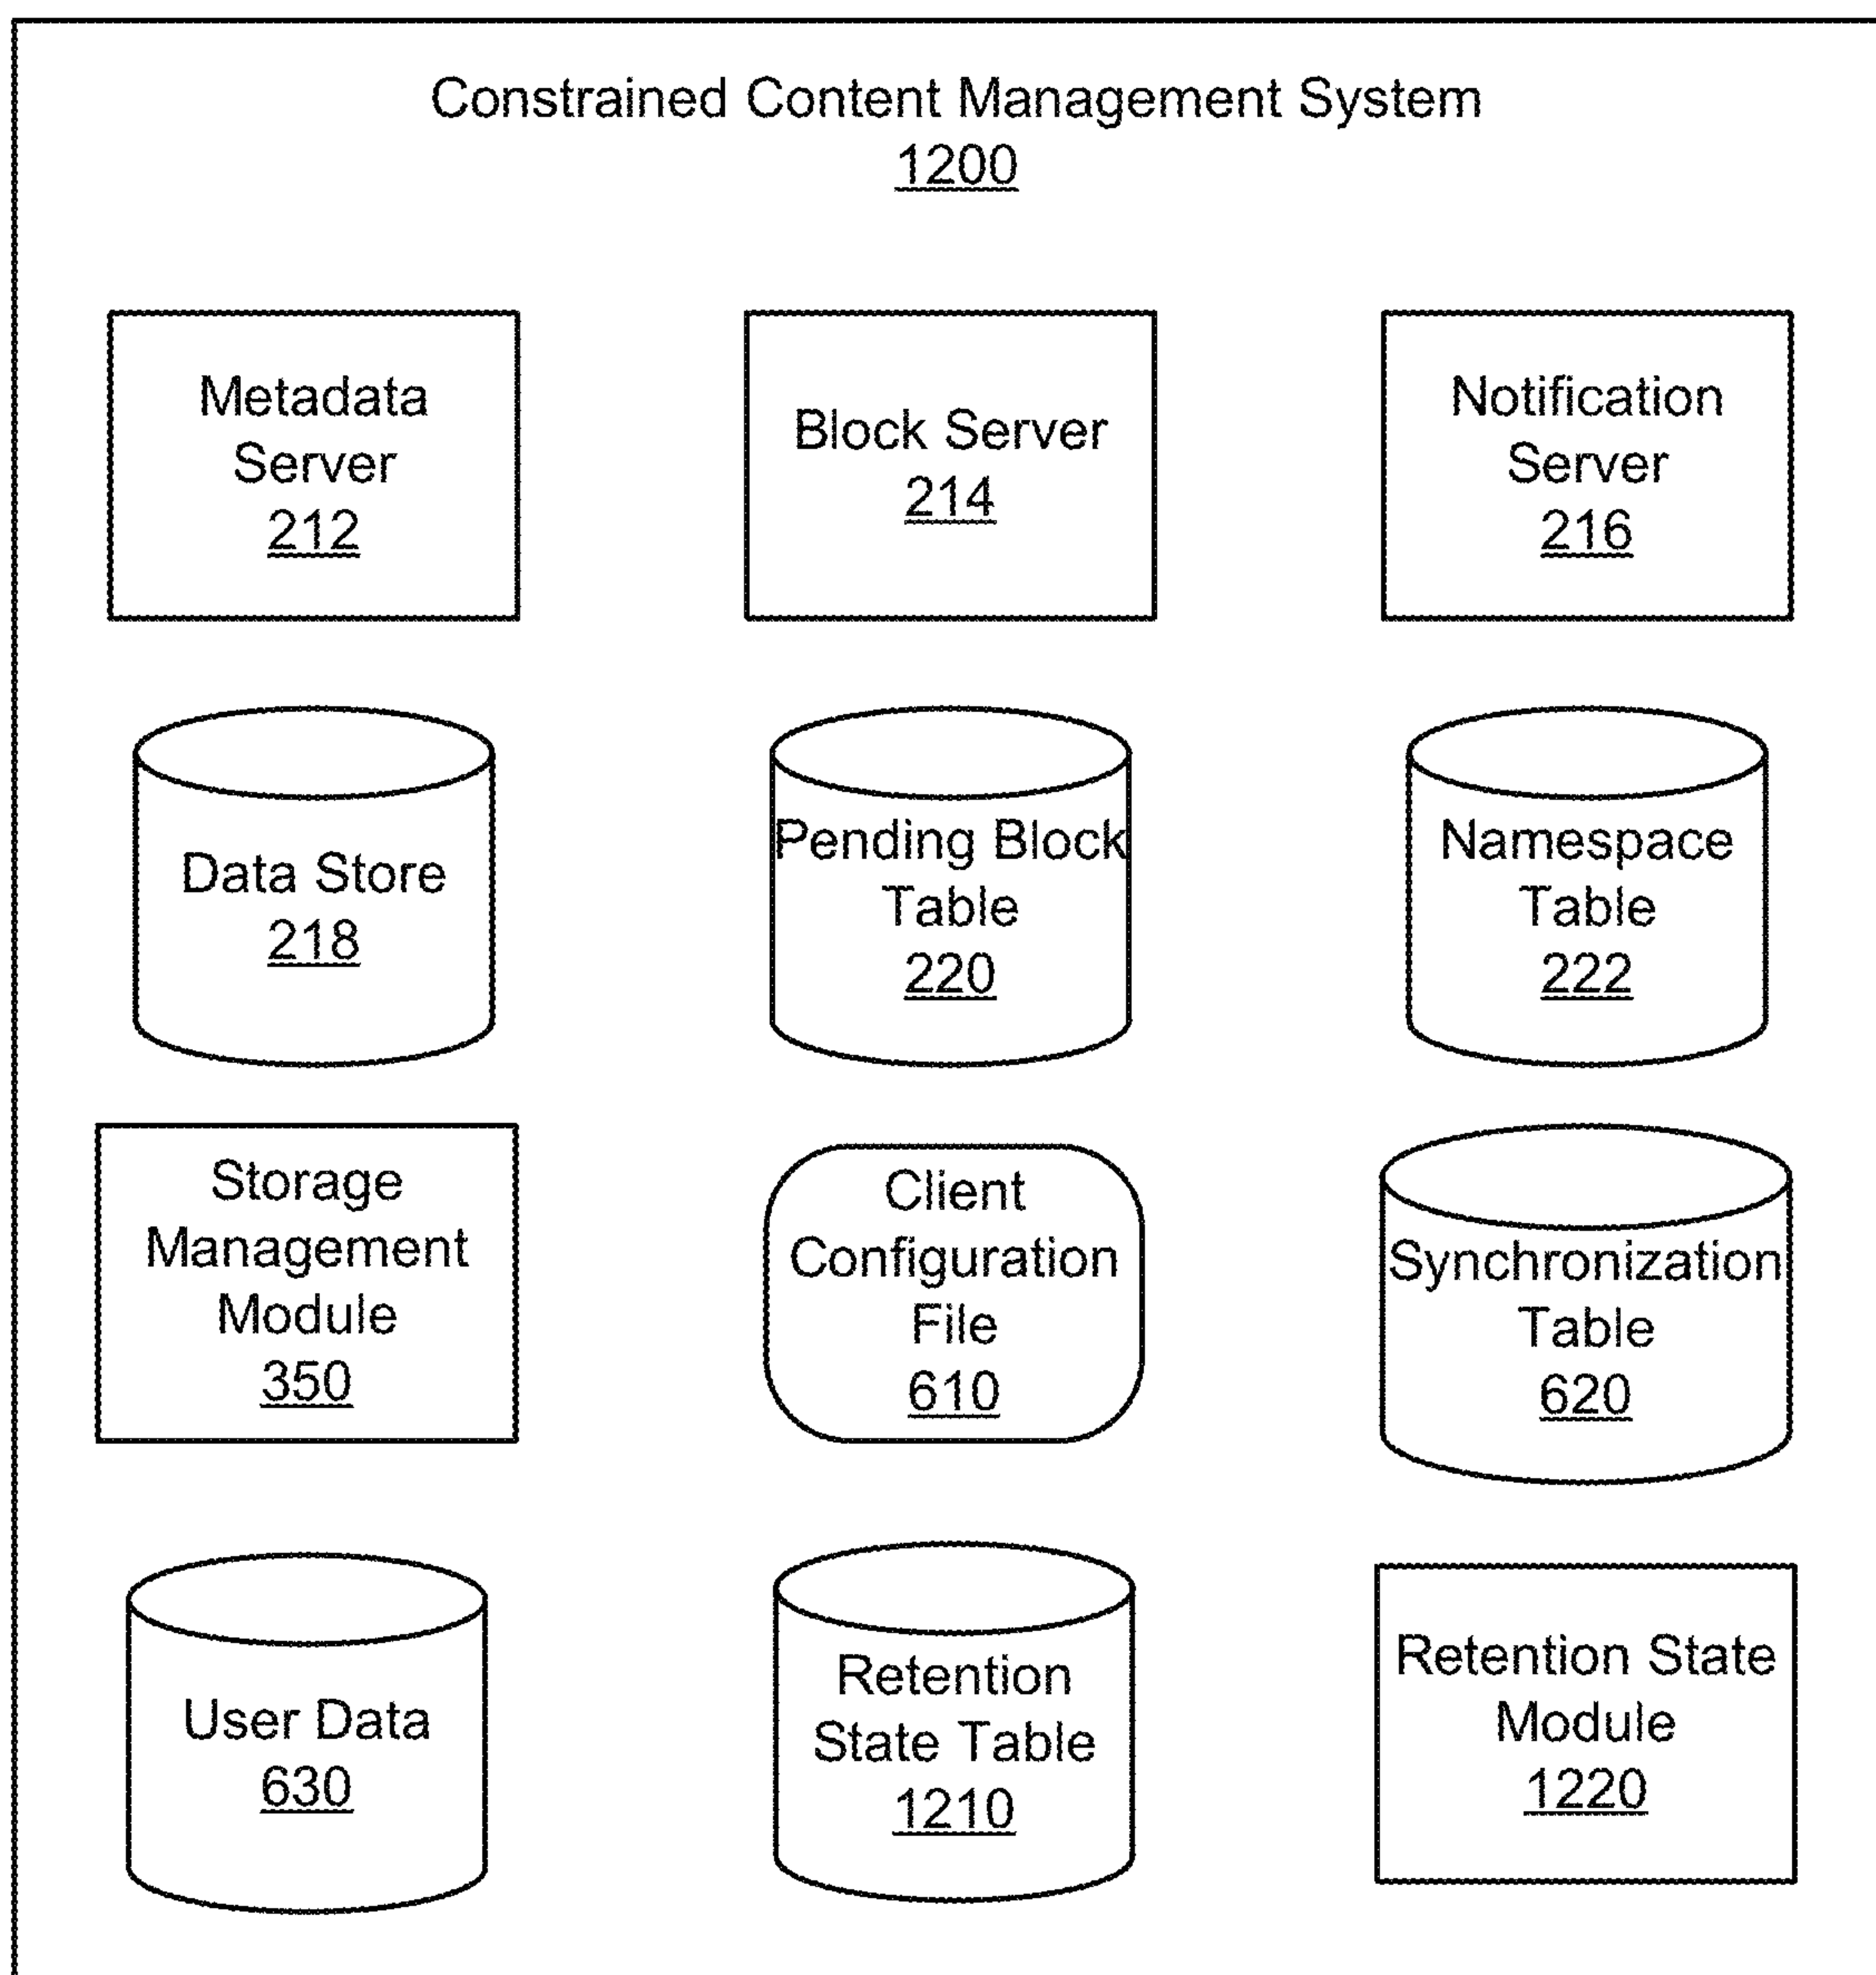 Constrained Content Management System
1200
Metadata
Server
212
Block Server
214
Notification
Server
216
Data Store
218
Pending Block
Table
220
Namespace
Table
222
Storage
Management
Module
350
Client
Configuration
File
610
Synchronization
Table
620
User Data
630
Retention
State Table
1210
Retention State
Module
1220